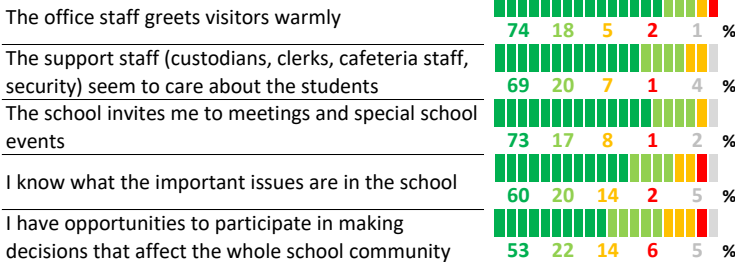 The office staff greets visitors warmly
74 18 5 2 1 %
The support staff (custodians, clerks, cafeteria staff,
security) seem to care about the students
69 20 7 1 4 %
The school invites me to meetings and special school
events
73 17 8 1 2 %
I know what the important issues are in the school
60 20 14 2 5 %
I have opportunities to participate in making
decisions that affect the whole school community
53 22 14 6 5 %